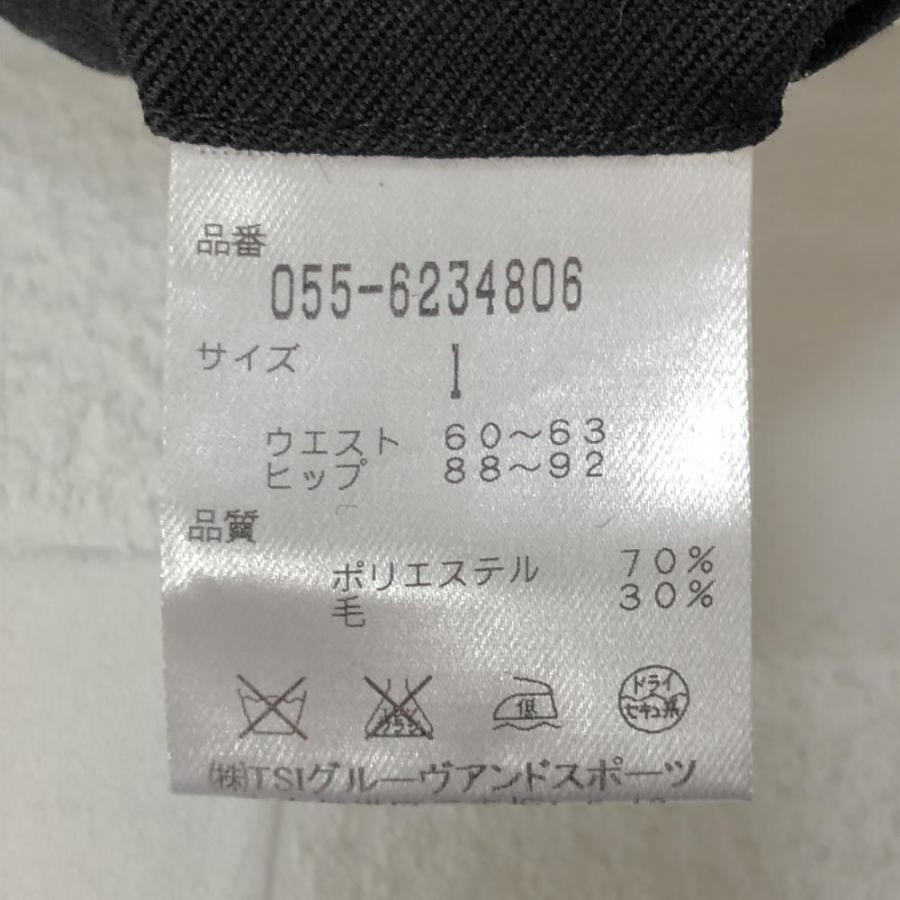 品番
055-6234806
サイズ 1
ウエスト 60〜63
ヒップ 88〜92
品質
ポリエステル 70%
毛 30%
低 ドライ
セキユ系
(株)TSIグルーヴアンドスポーツ